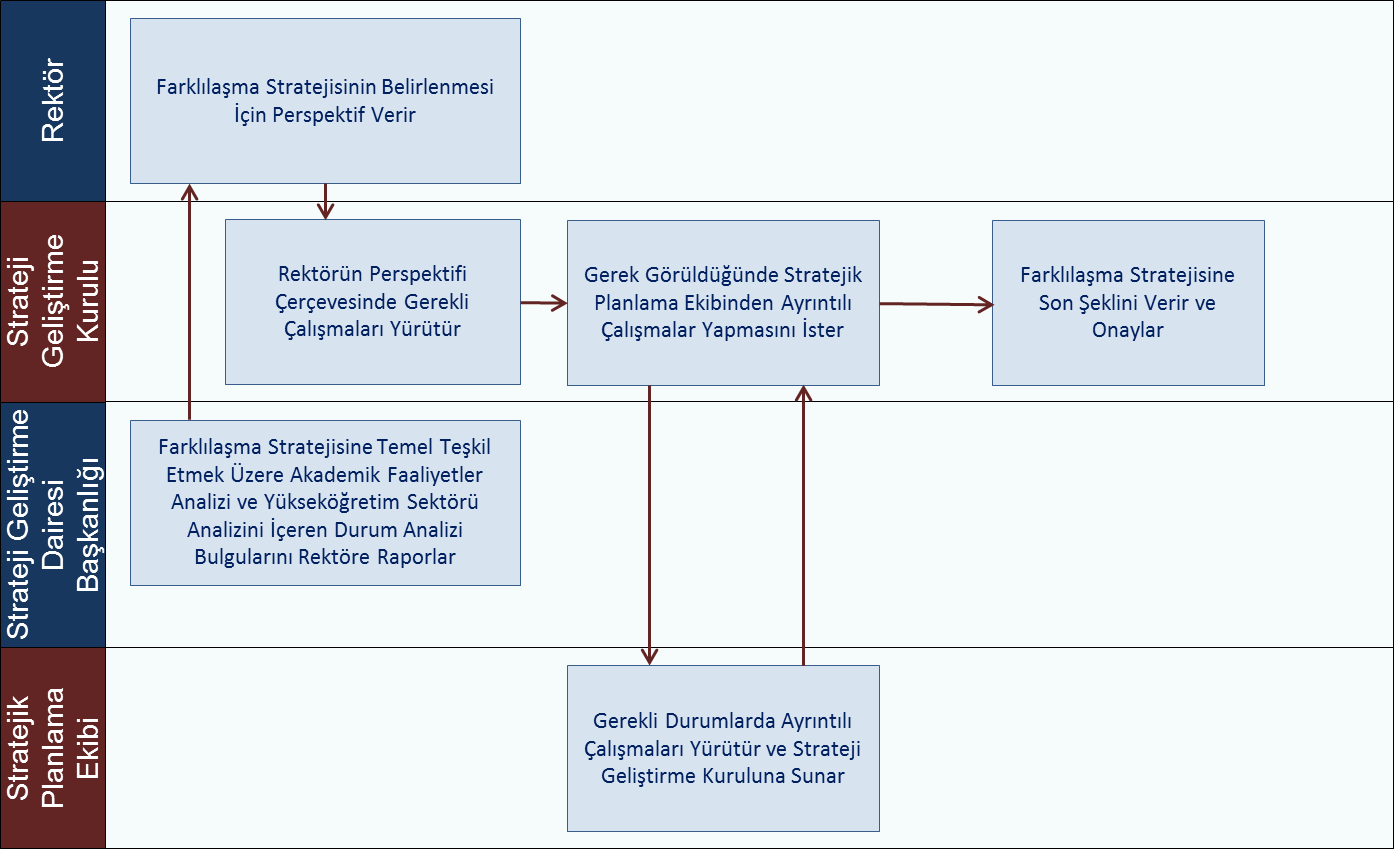 Rektör
Farklılaşma Stratejisinin Belirlenmesi
İçin Perspektif Verir
Strateji
Geliştirme
Kurulu
Rektörün Perspektifi
Çerçevesinde Gerekli
Çalışmaları Yürütür
Gerek Görüldüğünde Stratejik
Planlama Ekibinden Ayrıntılı
Çalışmalar Yapmasını İster
Farklılaşma Stratejisine
Son Şeklini Verir ve
Onaylar
Strateji Geliştirme
Dairesi
Başkanlığı
Farklılaşma Stratejisine Temel Teşkil
Etmek Üzere Akademik Faaliyetler
Analizi ve Yükseköğretim Sektörü
Analizini İçeren Durum Analizi
Bulgularını Rektöre Raporlar
Stratejik
Planlama
Ekibi
Gerekli Durumlarda Ayrıntılı
Çalışmaları Yürütür ve Strateji
Geliştirme Kuruluna Sunar